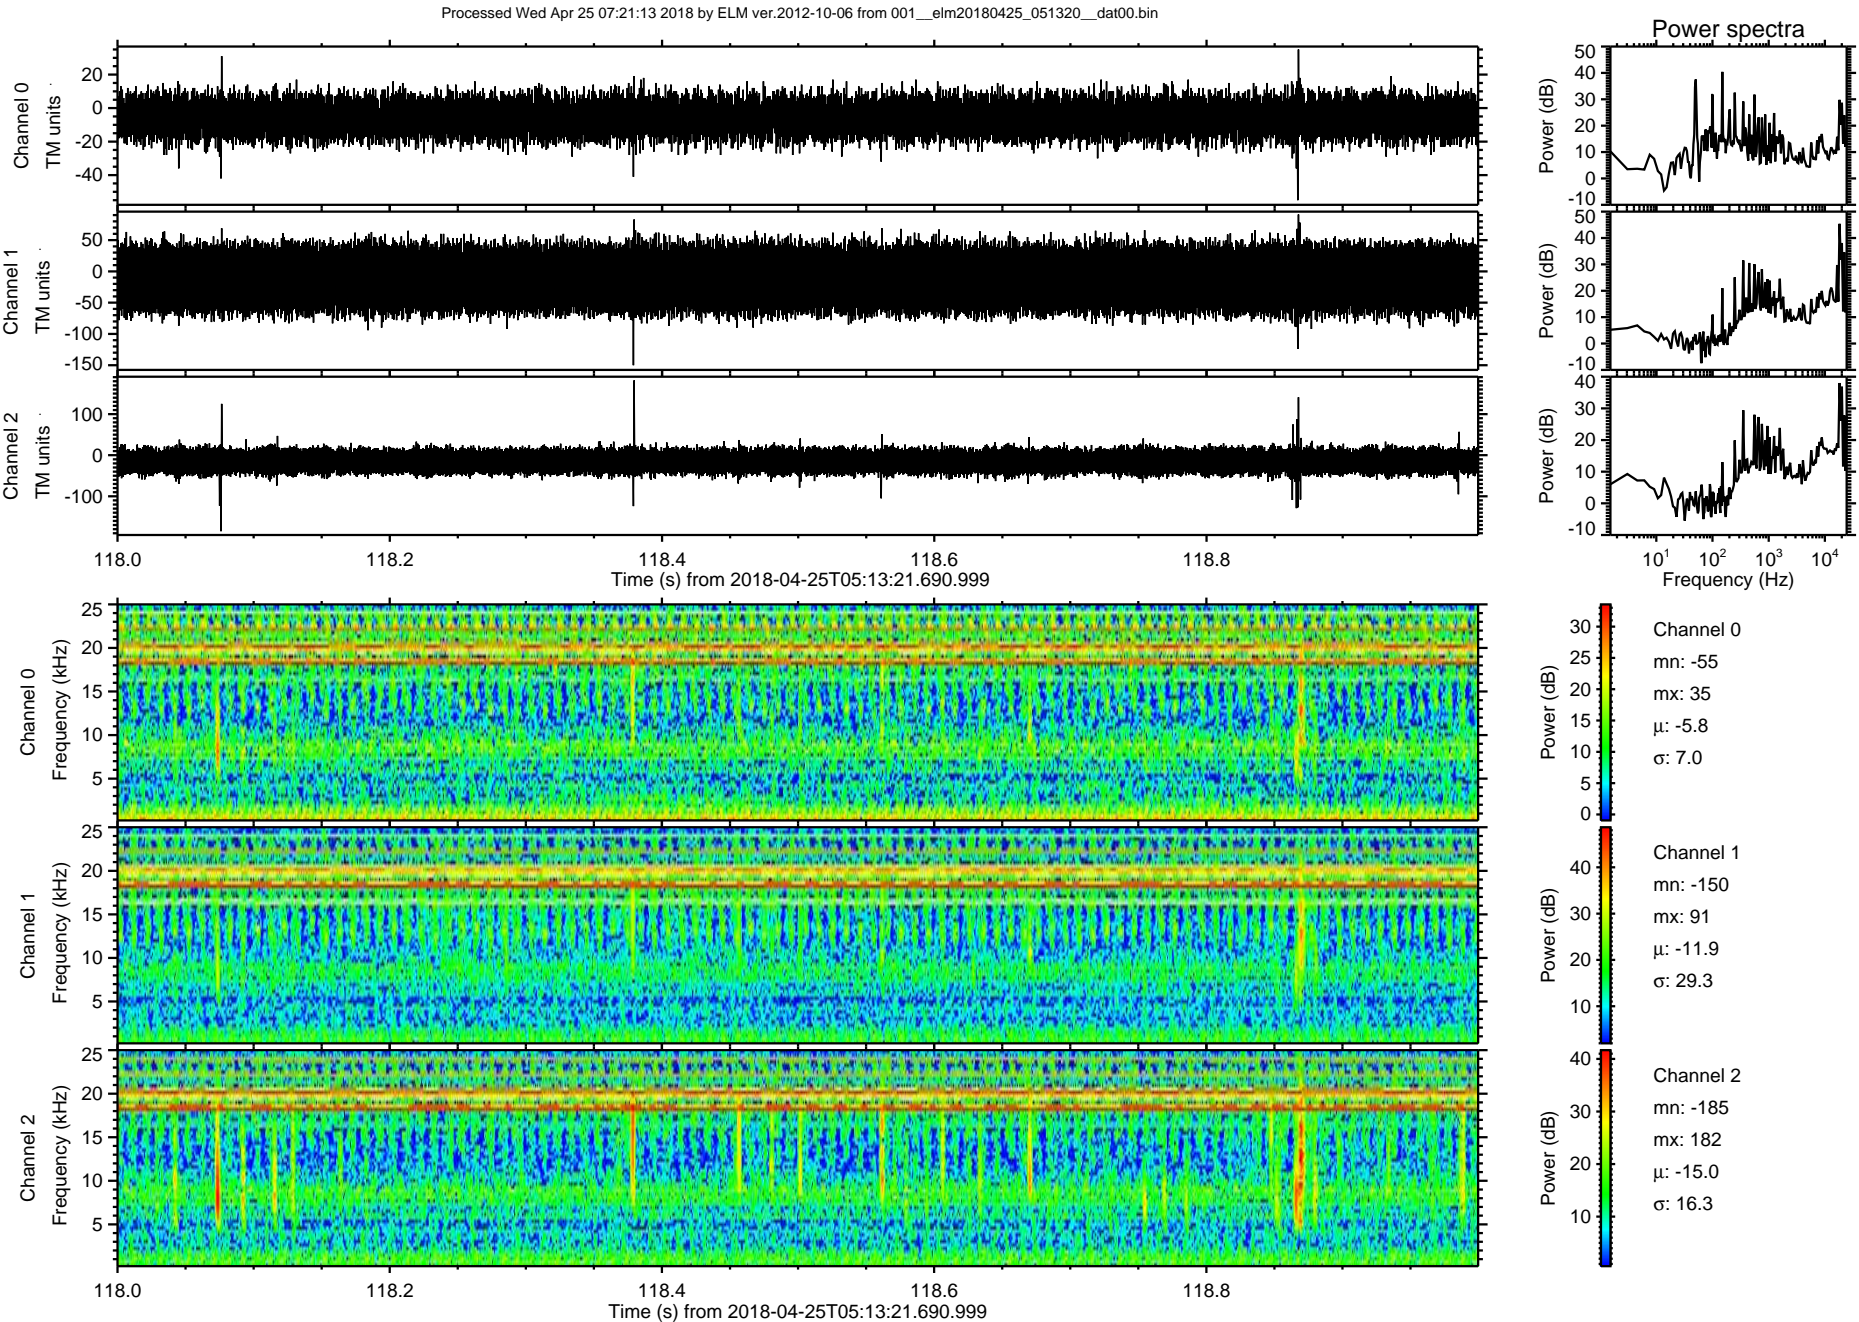 Processed Wed Apr 25 07:21:13 2018 by ELM ver.2012-10-06 from 001__elm20180425_051320__dat00.bin
Power spectra
Channel 0
TM units
20
0
-20
-40
Power (dB)
50
40
30
20
10
0
-10
Channel 1
TM units
50
0
-50
-100
-150
Power (dB)
50
40
30
20
10
0
-10
Channel 2
TM units
100
0
-100
Power (dB)
40
30
20
10
0
-10
118.0 118.2 118.4 118.6 118.8
Time (s) from 2018-04-25T05:13:21.690.999
10^1 10^2 10^3 10^4
Frequency (Hz)
Channel 0
Frequency (kHz)
25
20
15
10
5
Power (dB)
30
25
20
15
10
5
0
Channel 0
mn: -55
mx: 35
μ: -5.8
σ: 7.0
Channel 1
Frequency (kHz)
25
20
15
10
5
Power (dB)
40
30
20
10
Channel 1
mn: -150
mx: 91
μ: -11.9
σ: 29.3
Channel 2
Frequency (kHz)
25
20
15
10
5
Power (dB)
40
30
20
10
Channel 2
mn: -185
mx: 182
μ: -15.0
σ: 16.3
118.0 118.2 118.4 118.6 118.8
Time (s) from 2018-04-25T05:13:21.690.999